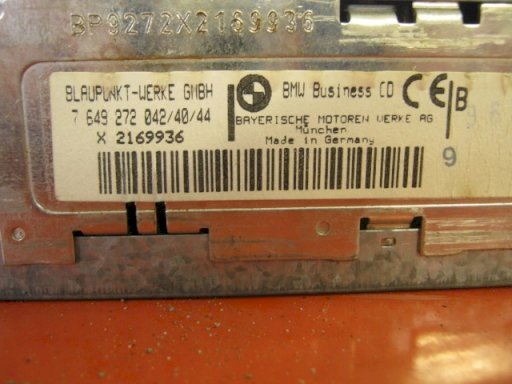 BP9272X2169936
BLAUPUNKT-WERKE GMBH
7 649 272 042/40/44
X 2169936
BMW Business CD
BAYERISCHE MOTOREN WERKE AG
München
Made in Germany
CE
B
9